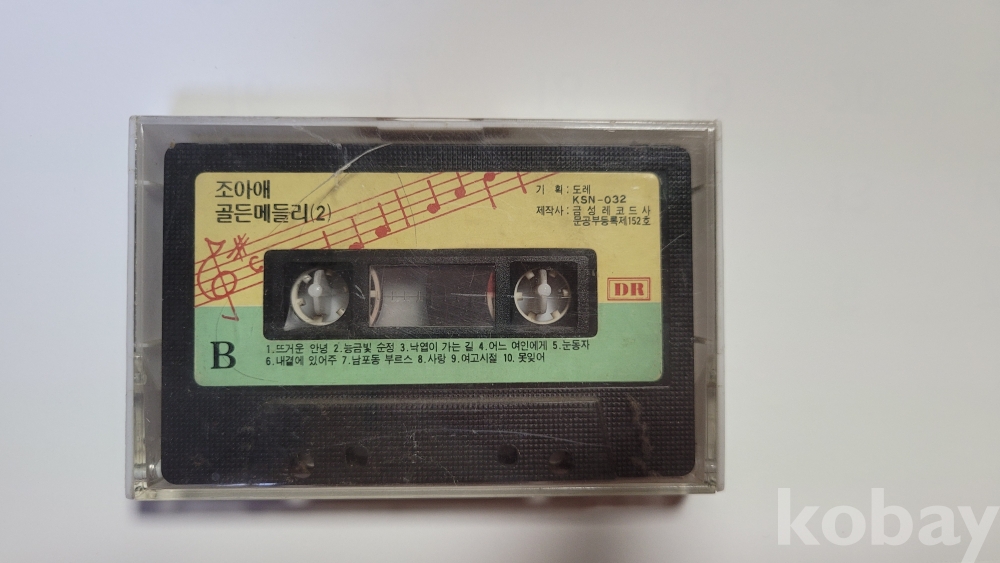 조아애
골든메들리(2)
기 획: 도레
KSN-032
제작사: 금성레코드사
문공부등록제152호
DR
B
1.뜨거운 안녕 2.능금빛 순정 3.낙엽이 가는 길 4.어느 여인에게 5.눈동자
6.내곁에 있어주 7.남포동 부르스 8.사랑 9.여고시절 10.못잊어
kobay